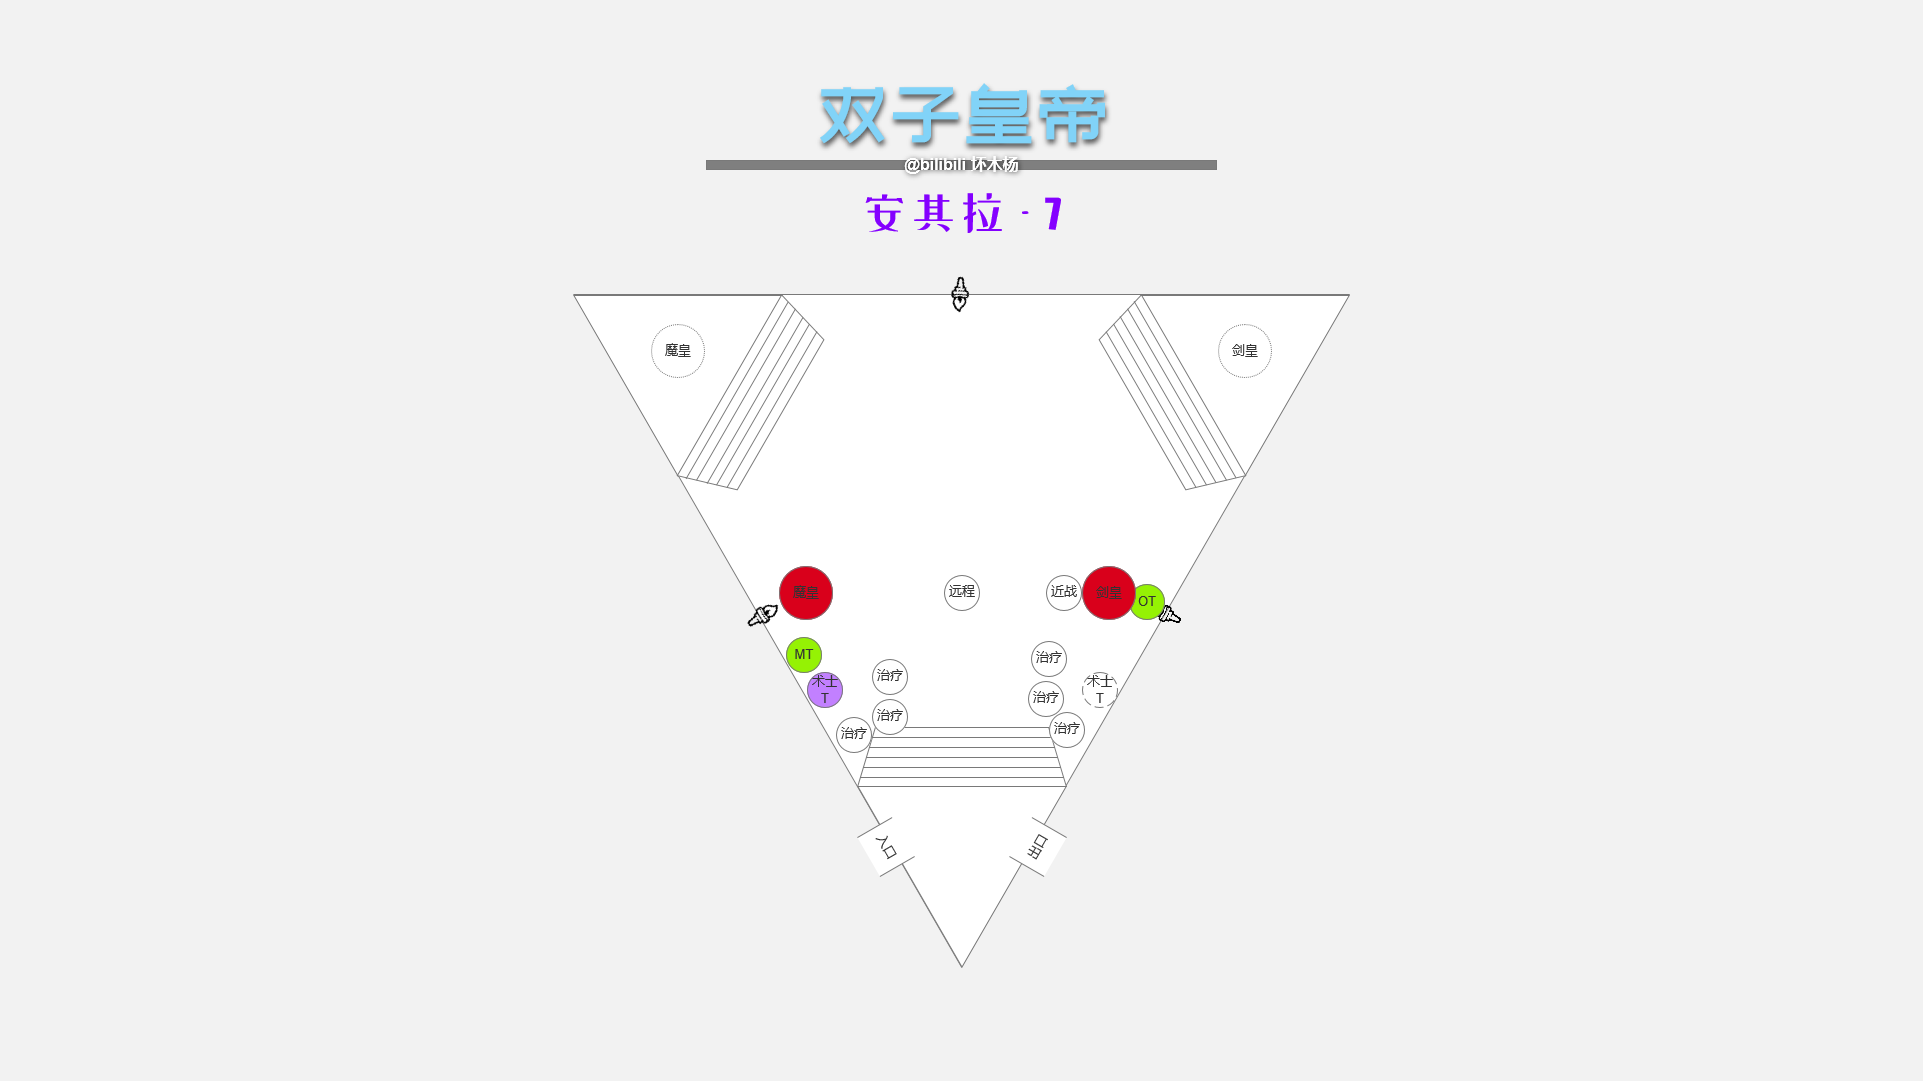 双子皇帝
@bilibili 坏木杨
安其拉 - 7
魔皇
剑皇
魔皇
远程
近战
剑皇
OT
MT
术士
T
治疗
治疗
治疗
治疗
治疗
治疗
术士
T
入口
出口